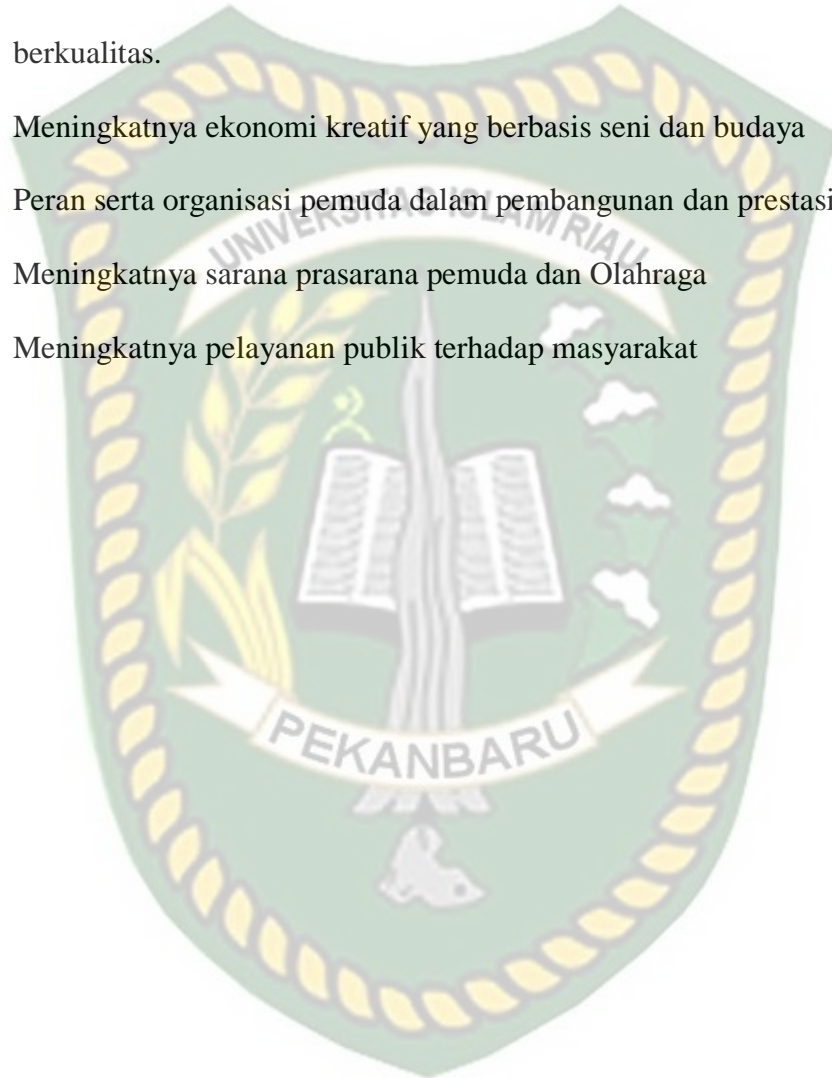 berkualitas.
Meningkatnya ekonomi kreatif yang berbasis seni dan budaya
Peran serta organisasi pemuda dalam pembangunan dan prestasi
UNIVERSITAS ISLAM RIAU
Meningkatnya sarana prasarana pemuda dan Olahraga
Meningkatnya pelayanan publik terhadap masyarakat
PEKANBARU